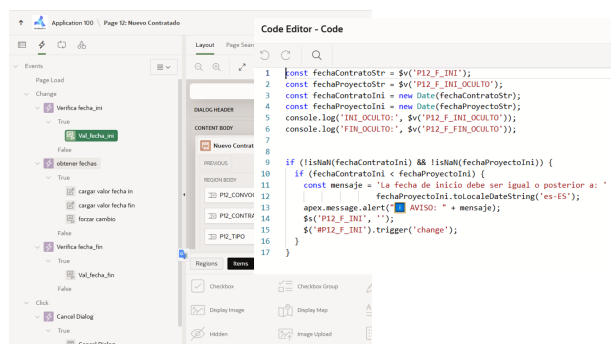 Application 100 \ Page 12: Nuevo Contratado
Events
Page Load
Change
Verifica fecha_ini
True
Val_fecha_ini
False
obtener fechas
True
cargar valor fecha in
cargar valor fecha fin
forzar cambio
False
Verifica fecha_fin
True
Val_fecha_fin
False
Click
Cancel Dialog
True
Cancel Dialog
Layout Page Sear
DIALOG HEADER
CONTENT BODY
Nuevo Contrat
PREVIOUS
REGION BODY
P12_CONVO
P12_CONTRA
P12_TIPO
Regions Items
Checkbox Checkbox Group
Display Image Display Map
Hidden Image Upload
Code Editor - Code
1 const fechaContratoStr = $v('P12_F_INI');
2 const fechaProyectoStr = $v('P12_F_INI_OCULTO');
3 const fechaContratoIni = new Date(fechaContratoStr);
4 const fechaProyectoIni = new Date(fechaProyectoStr);
5 console.log('INI_OCULTO:', $v('P12_F_INI_OCULTO'));
6 console.log('FIN_OCULTO:', $v('P12_F_FIN_OCULTO'));
7
8
9 if (!isNaN(fechaContratoIni) && !isNaN(fechaProyectoIni)) {
10 if (fechaContratoIni < fechaProyectoIni) {
11 const mensaje = 'La fecha de inicio debe ser igual o posterior a: '
12 fechaProyectoIni.toLocaleDateString('es-ES');
13 apex.message.alert("ℹ️ AVISO: " + mensaje);
14 $s('P12_F_INI', '');
15 $('#P12_F_INI').trigger('change');
16 }
17 }